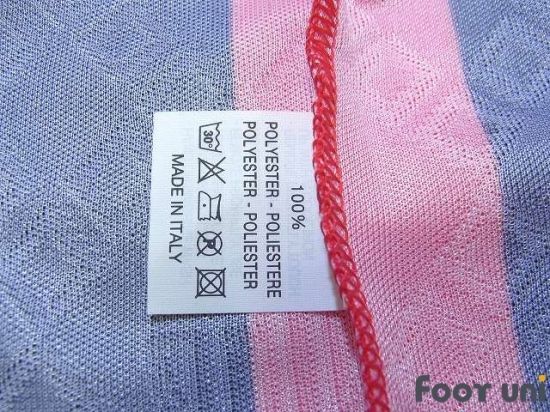 100%
POLYESTER - POLIESTERE
POLYESTER - POLIESTER
30°
MADE IN ITALY
Foot uni